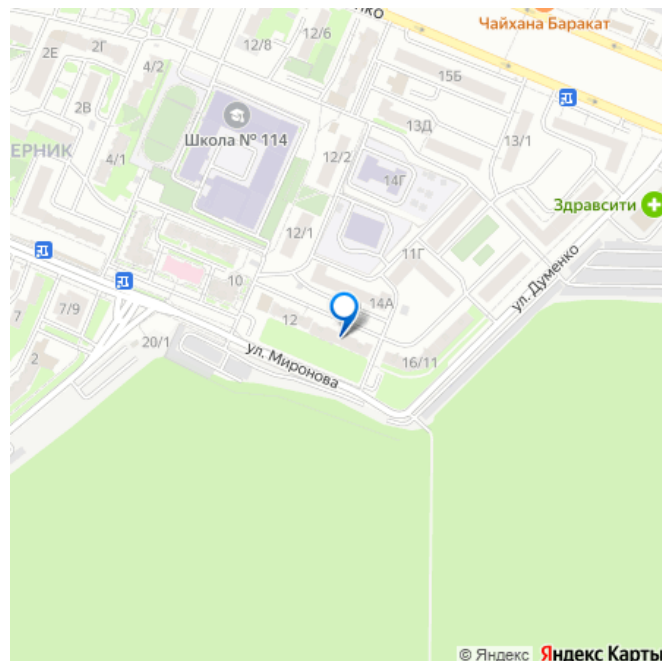 нко
Чайхана Баракат
2Г
12/6
12/8
2Е
4/2
15Б
2В
Школа № 114
13Д
13/1
ЕРНИК
4/1
12/2
14Г
Здравсити
12/1
11Г
10
ул. Думенко
7
7/9
14А
12
20/1
ул. Миронова
2
16/11
© Яндекс Яндекс Карты